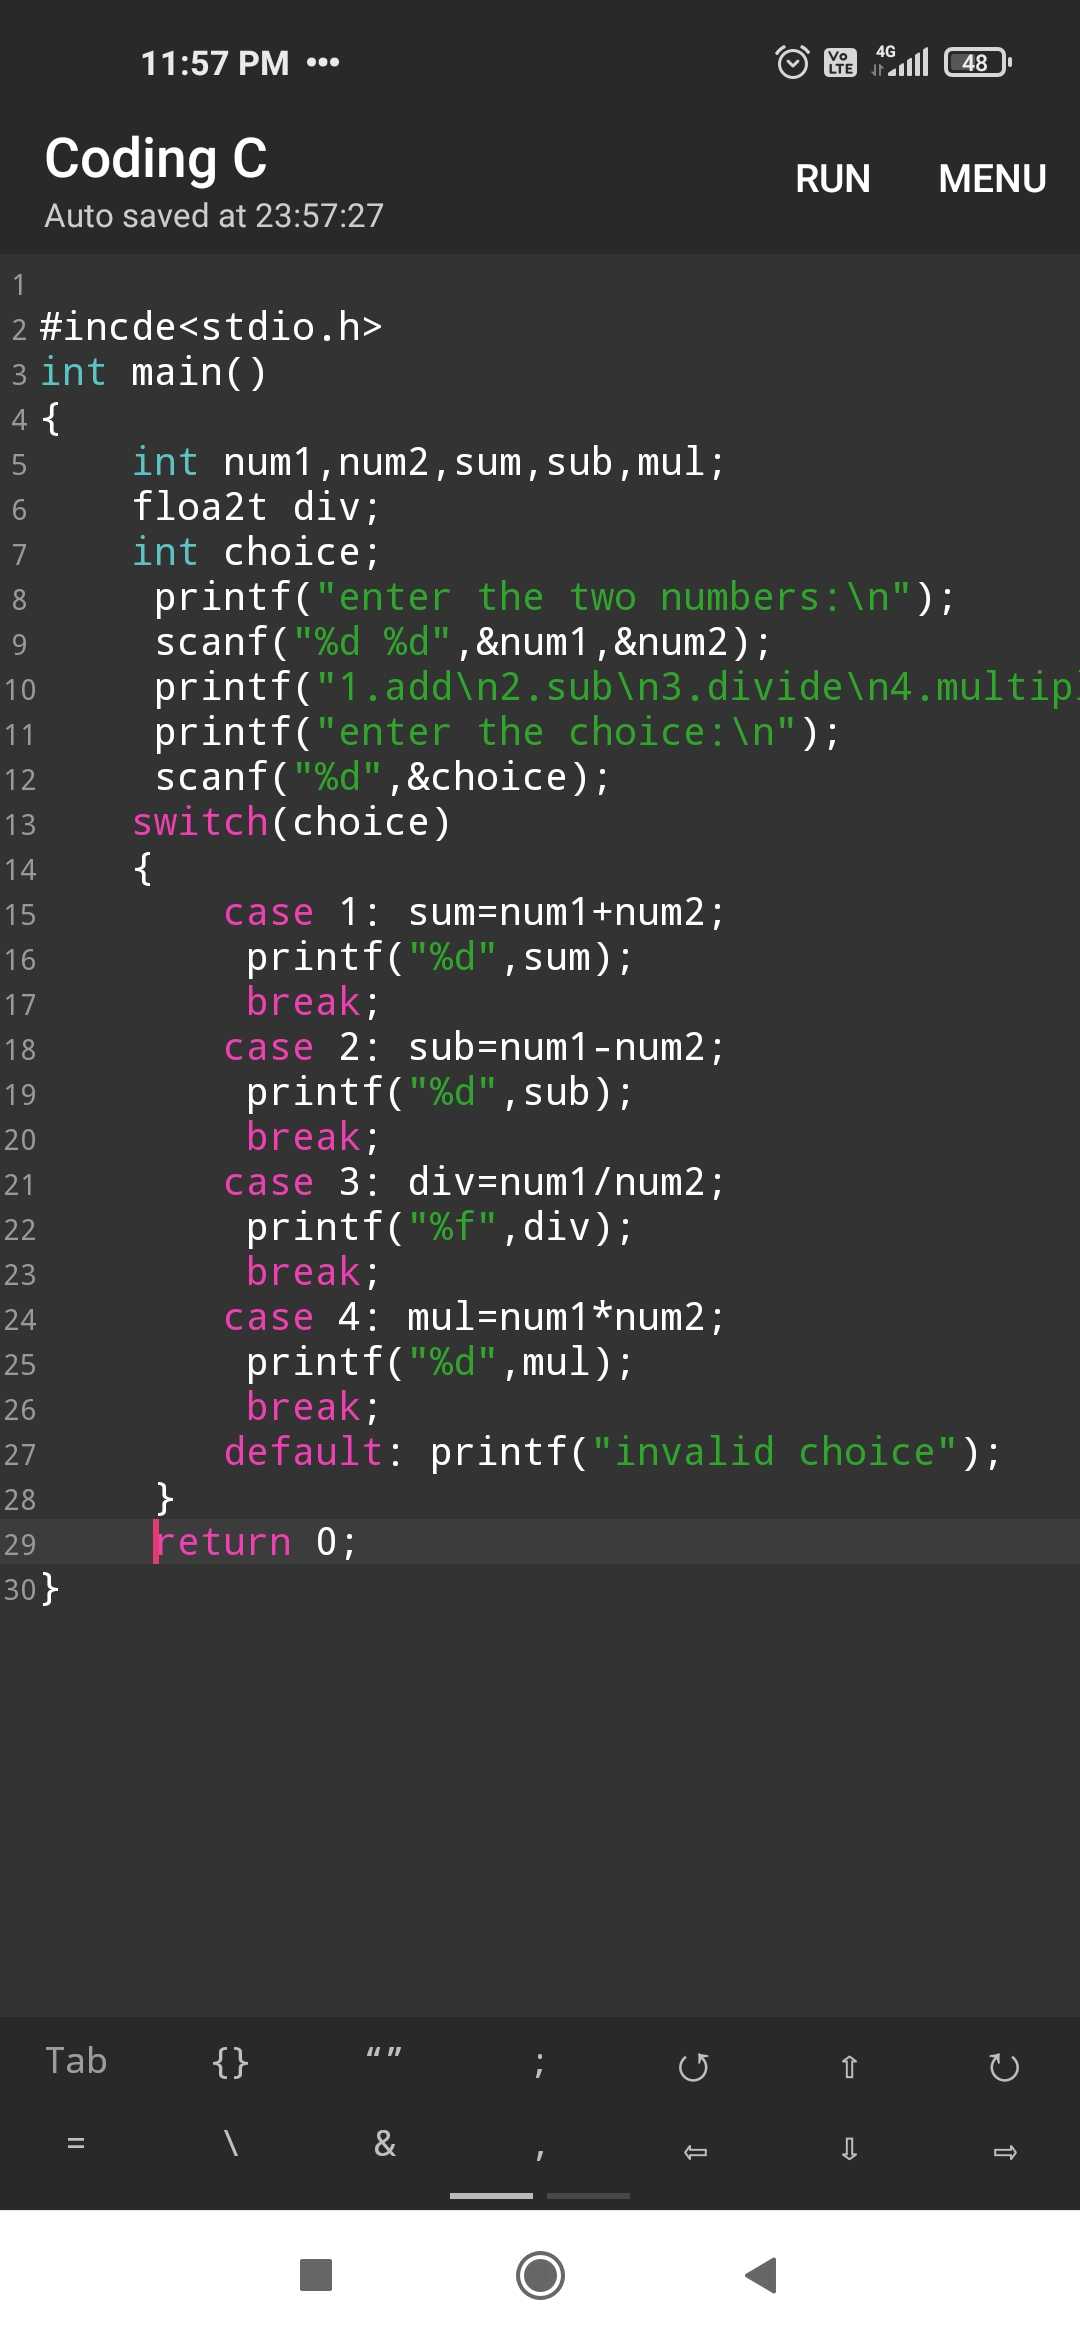 11:57 PM •••
Vo LTE 4G 48
Coding C
RUN MENU
Auto saved at 23:57:27
1
2 #incde<stdio.h>
3 int main()
4 {
5 int num1,num2,sum,sub,mul;
6 floa2t div;
7 int choice;
8 printf("enter the two numbers:\n");
9 scanf("%d %d",&num1,&num2);
10 printf("1.add\n2.sub\n3.divide\n4.multipl
11 printf("enter the choice:\n");
12 scanf("%d",&choice);
13 switch(choice)
14 {
15 case 1: sum=num1+num2;
16 printf("%d",sum);
17 break;
18 case 2: sub=num1-num2;
19 printf("%d",sub);
20 break;
21 case 3: div=num1/num2;
22 printf("%f",div);
23 break;
24 case 4: mul=num1*num2;
25 printf("%d",mul);
26 break;
27 default: printf("invalid choice");
28 }
29 return 0;
30 }
Tab {} “” ; ↺ ⇧ ↻
= \ & , ⇦ ⇩ ⇨